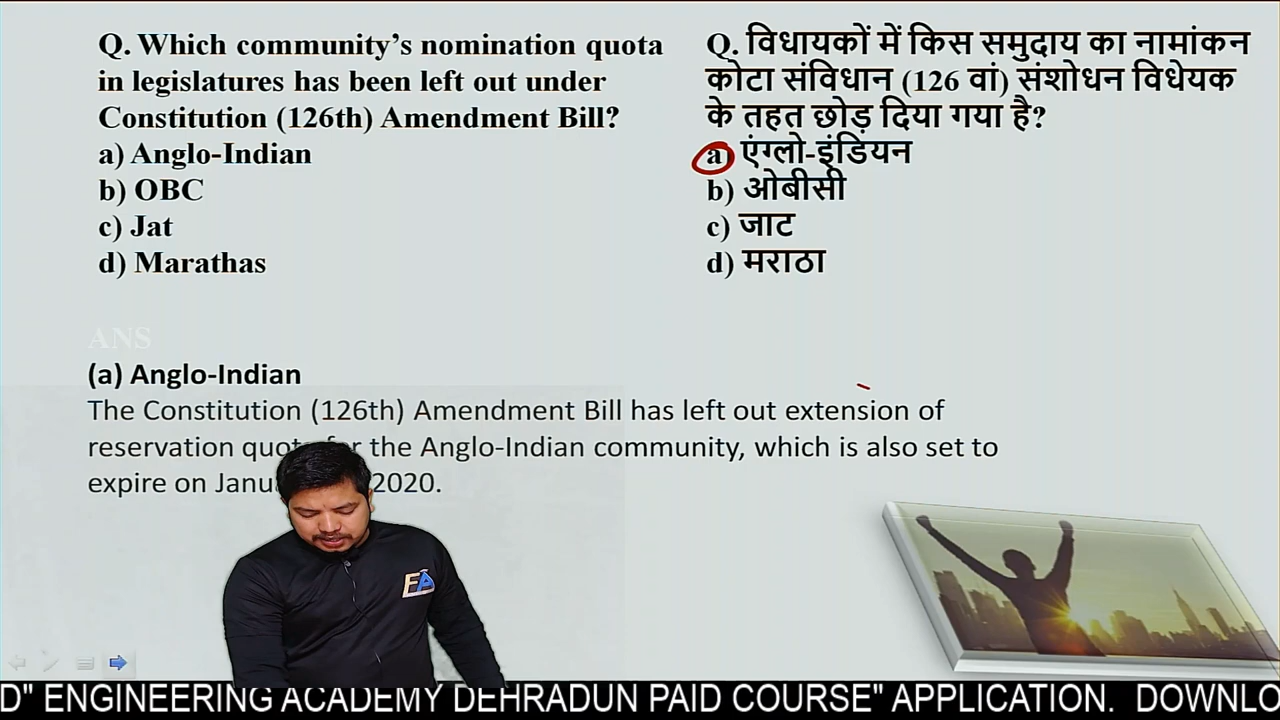 Q. Which community's nomination quota
in legislatures has been left out under
Constitution (126th) Amendment Bill?
a) Anglo-Indian
b) OBC
c) Jat
d) Marathas
Q. विधायकों में किस समुदाय का नामांकन
कोटा संविधान (126 वां) संशोधन विधेयक
के तहत छोड़ दिया गया है?
a) एंग्लो-इंडियन
b) ओबीसी
c) जाट
d) मराठा
ANS
(a) Anglo-Indian
The Constitution (126th) Amendment Bill has left out extension of
reservation for the Anglo-Indian community, which is also set to
expire on 2020.
EA
D" ENGINEERING ACADEMY DEHRADUN PAID COURSE" APPLICATION. DOWNLO